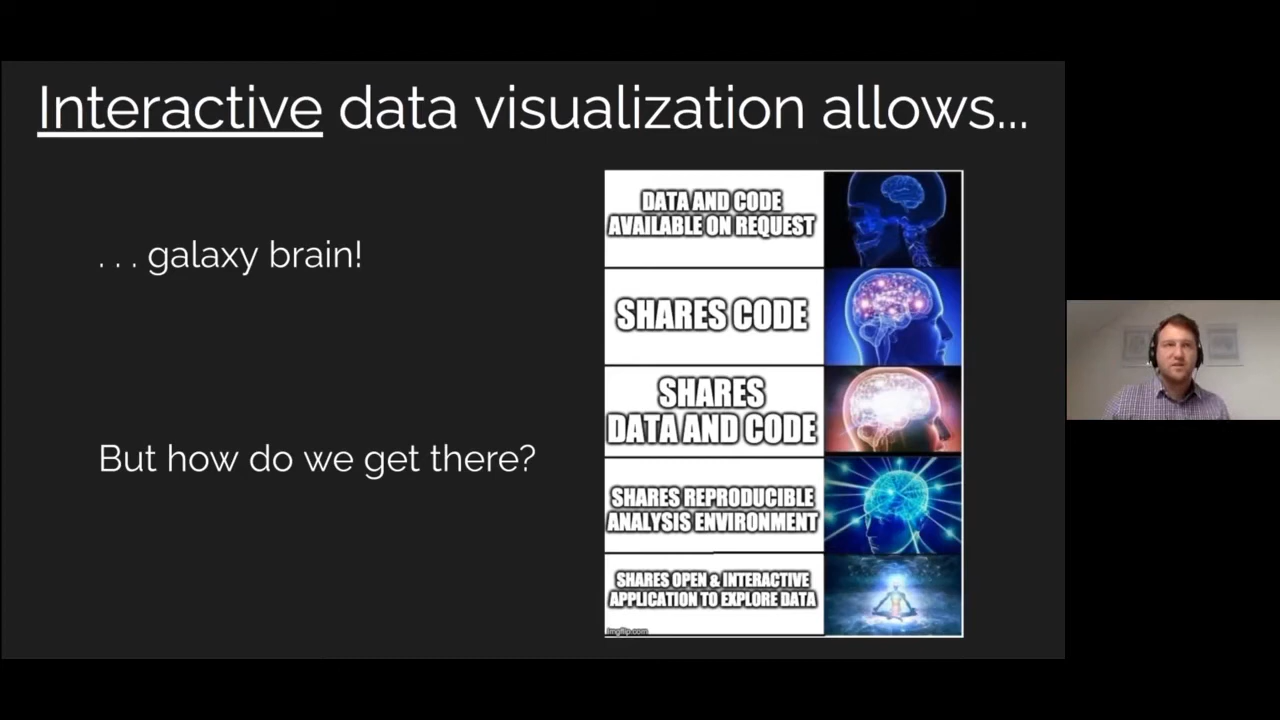 Interactive data visualization allows...
. . . galaxy brain!
But how do we get there?
DATA AND CODE
AVAILABLE ON REQUEST
SHARES CODE
SHARES
DATA AND CODE
SHARES REPRODUCIBLE
ANALYSIS ENVIRONMENT
SHARES OPEN & INTERACTIVE
APPLICATION TO EXPLORE DATA
imgflip.com